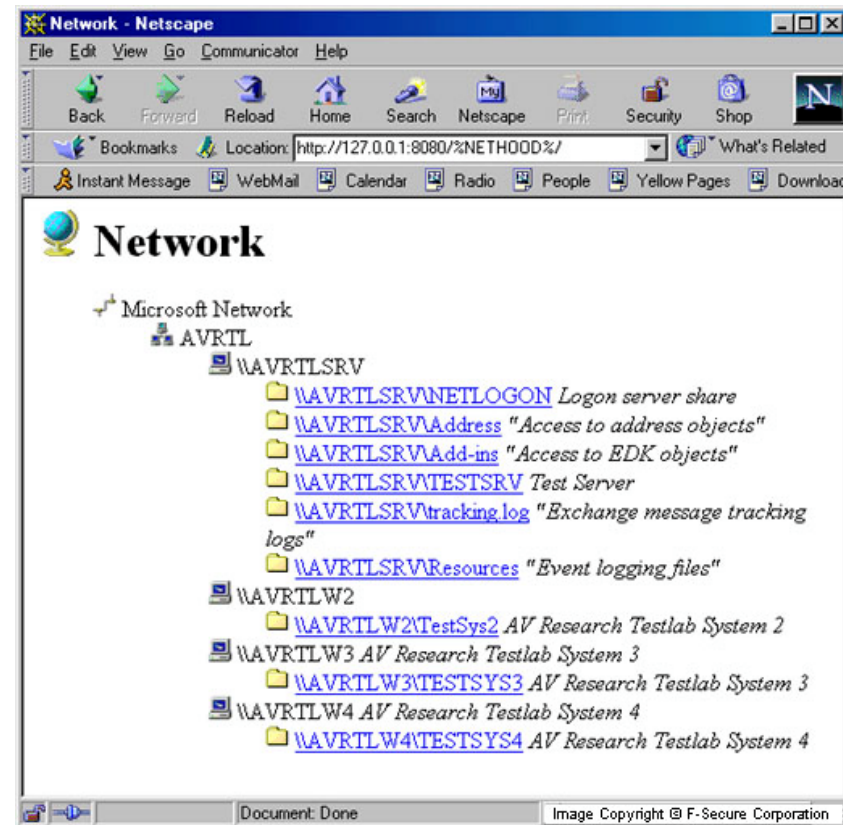 Network - Netscape
File Edit View Go Communicator Help
Back Forward Reload Home Search Netscape Print Security Shop
My
N
Bookmarks Location: http://127.0.0.1:8080/%NETHOOD%/ What's Related
Instant Message WebMail Calendar Radio People Yellow Pages Download
Network
Microsoft Network
AVRTL
\\AVRTLSRV
\\AVRTLSRV\NETLOGON Logon server share
\\AVRTLSRV\Address "Access to address objects"
\\AVRTLSRV\Add-ins "Access to EDK objects"
\\AVRTLSRV\TESTSRV Test Server
\\AVRTLSRV\tracking.log "Exchange message tracking
logs"
\\AVRTLSRV\Resources "Event logging files"
\\AVRTLW2
\\AVRTLW2\TestSys2 AV Research Testlab System 2
\\AVRTLW3 AV Research Testlab System 3
\\AVRTLW3\TESTSYS3 AV Research Testlab System 3
\\AVRTLW4 AV Research Testlab System 4
\\AVRTLW4\TESTSYS4 AV Research Testlab System 4
Document: Done
Image Copyright © F-Secure Corporation